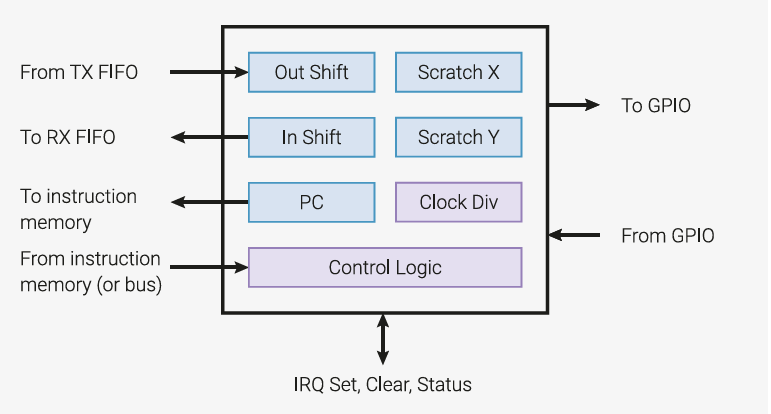 From TX FIFO
Out Shift
Scratch X
To GPIO
To RX FIFO
In Shift
Scratch Y
To instruction
memory
PC
Clock Div
From GPIO
From instruction
memory (or bus)
Control Logic
IRQ Set, Clear, Status